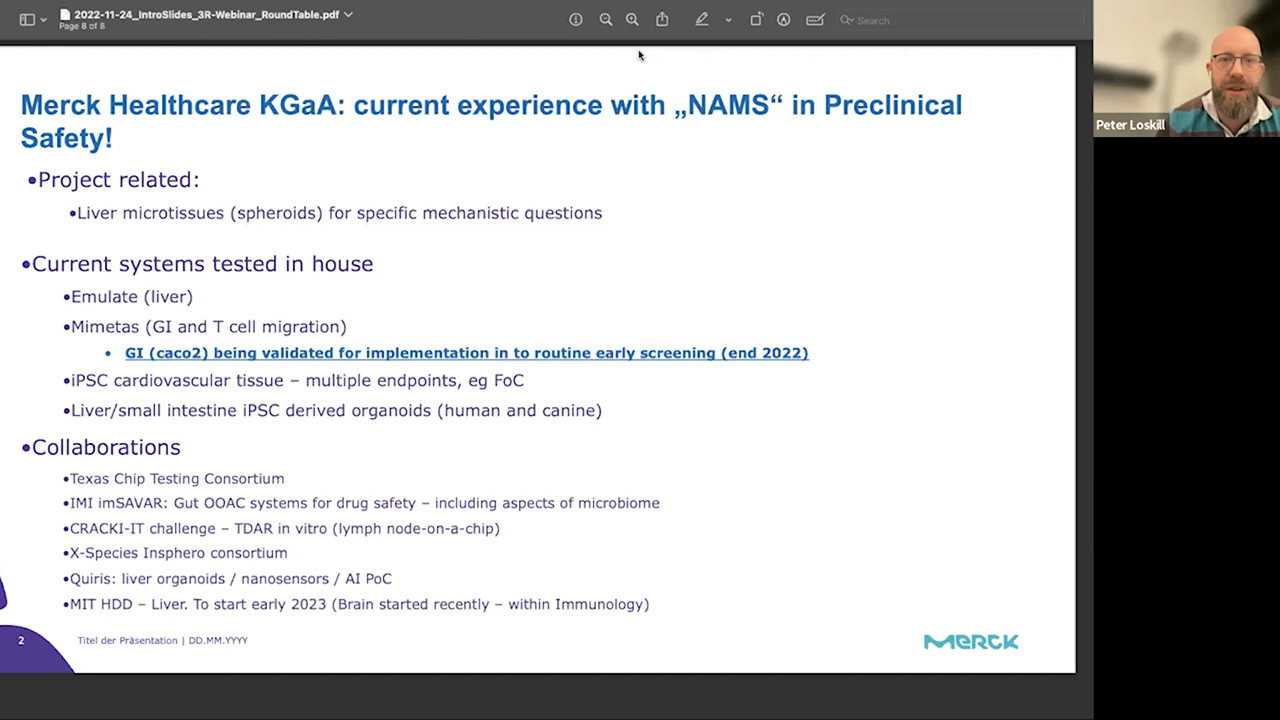 2022-11-24_IntroSlides_3R-Webinar_RoundTable.pdf
Page 8 of 8
Search
Merck Healthcare KGaA: current experience with „NAMS“ in Preclinical
Safety!
•Project related:
•Liver microtissues (spheroids) for specific mechanistic questions
•Current systems tested in house
•Emulate (liver)
•Mimetas (GI and T cell migration)
• GI (caco2) being validated for implementation in to routine early screening (end 2022)
•iPSC cardiovascular tissue – multiple endpoints, eg FoC
•Liver/small intestine iPSC derived organoids (human and canine)
•Collaborations
•Texas Chip Testing Consortium
•IMI imSAVAR: Gut OOAC systems for drug safety – including aspects of microbiome
•CRACKI-IT challenge – TDAR in vitro (lymph node-on-a-chip)
•X-Species Insphero consortium
•Quiris: liver organoids / nanosensors / AI PoC
•MIT HDD – Liver. To start early 2023 (Brain started recently – within Immunology)
2 Titel der Präsentation | DD.MM.YYYY
MERCK
Peter Loskill